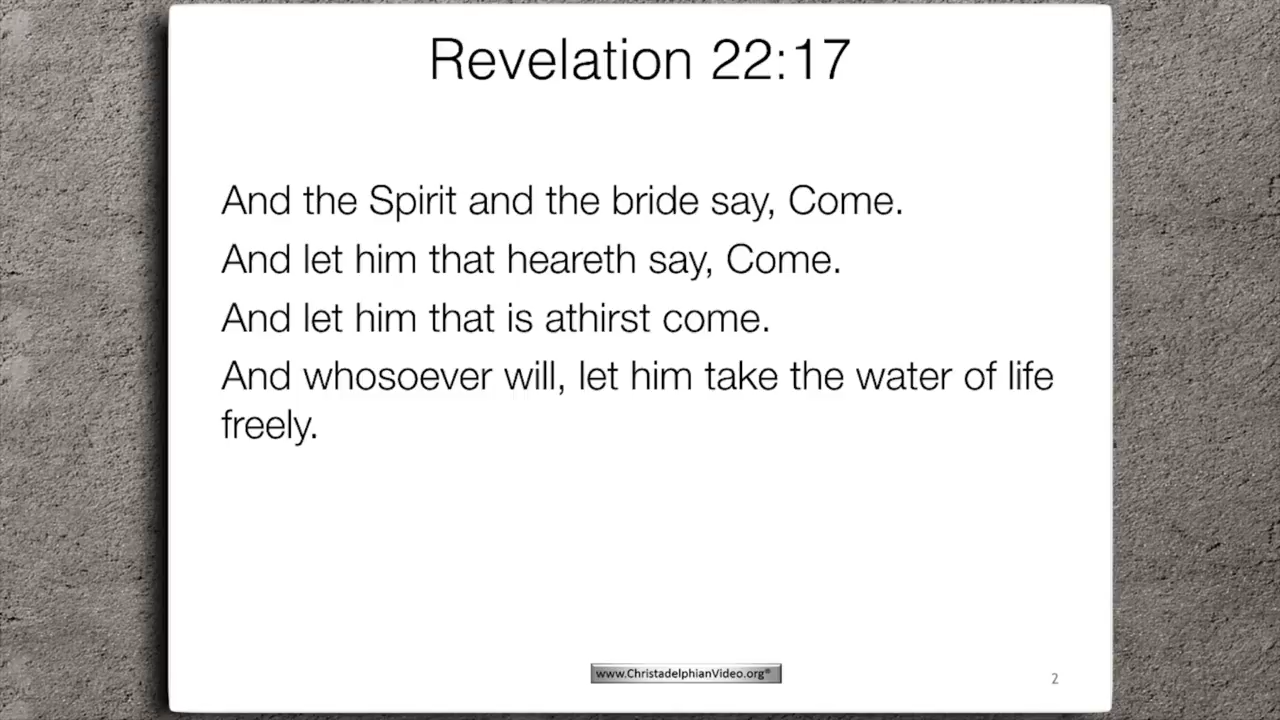 Revelation 22:17
And the Spirit and the bride say, Come.
And let him that heareth say, Come.
And let him that is athirst come.
And whosoever will, let him take the water of life
freely.
www.ChristadelphianVideo.org®
2